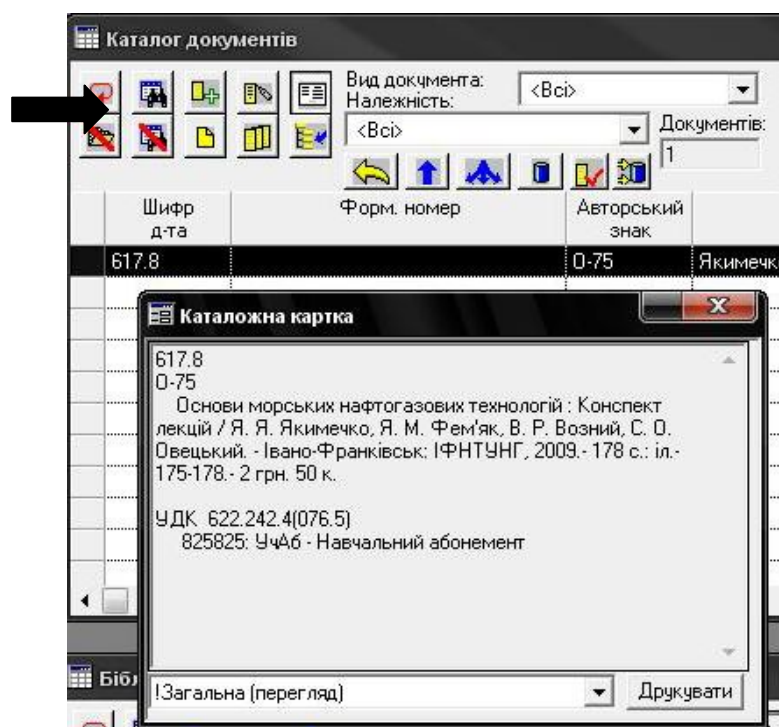 Каталог документів
Вид документа:
<Всі>
Належність:
<Всі>
Документів:
1
Шифр д-та
Форм. номер
Авторський знак
617.8
О-75
Якимечк
Каталожна картка
617.8
О-75
Основи морських нафтогазових технологій : Конспект
лекцій / Я. Я. Якимечко, Я. М. Фем'як, В. Р. Возний, С. О.
Овецький. - Івано-Франківськ: ІФНТУНГ, 2009.- 178 с.: іл.-
175-178.- 2 грн. 50 к.
УДК 622.242.4(076.5)
825825: УчАб - Навчальний абонемент
Бібл
!Загальна (перегляд)
Друкувати